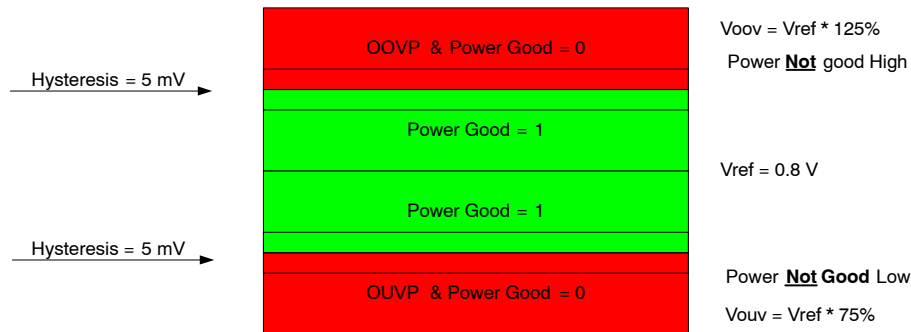 Voov = Vref * 125%
OOVP & Power Good = 0
Power Not good High
Hysteresis = 5 mV
Power Good = 1
Vref = 0.8 V
Power Good = 1
Hysteresis = 5 mV
Power Not Good Low
OUVP & Power Good = 0
Vouv = Vref * 75%